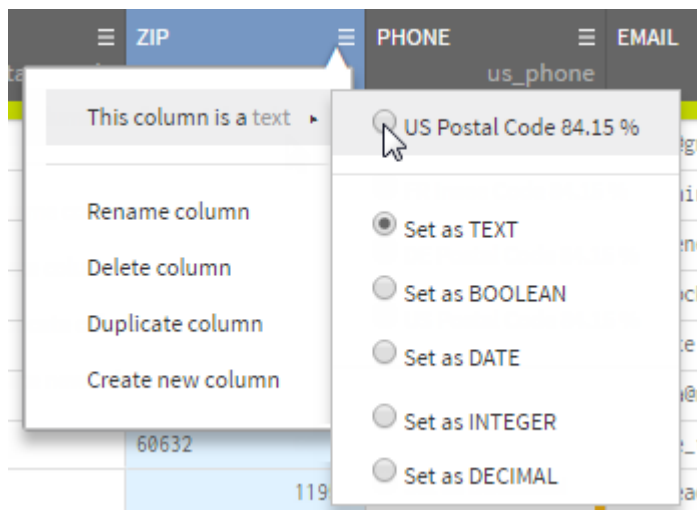 ZIP
PHONE
EMAIL
us_phone
This column is a text
US Postal Code 84.15 %
Rename column
Set as TEXT
Delete column
Set as BOOLEAN
Duplicate column
Set as DATE
Create new column
Set as INTEGER
60632
Set as DECIMAL
119